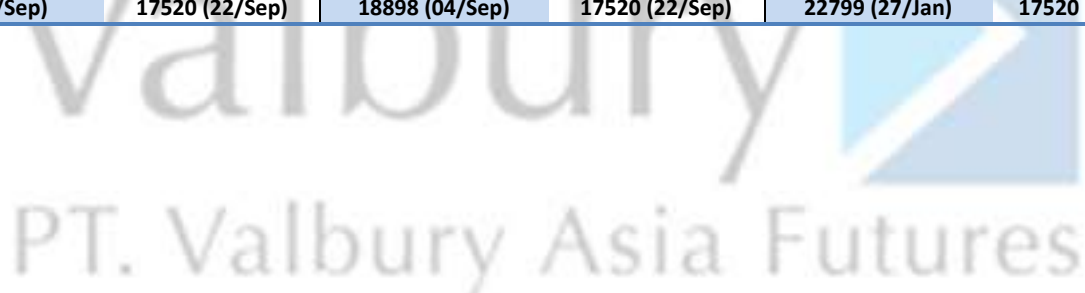 /Sep) 17520 (22/Sep) 18898 (04/Sep) 17520 (22/Sep) 22799 (27/Jan) 17520
Valbury
PT. Valbury Asia Futures